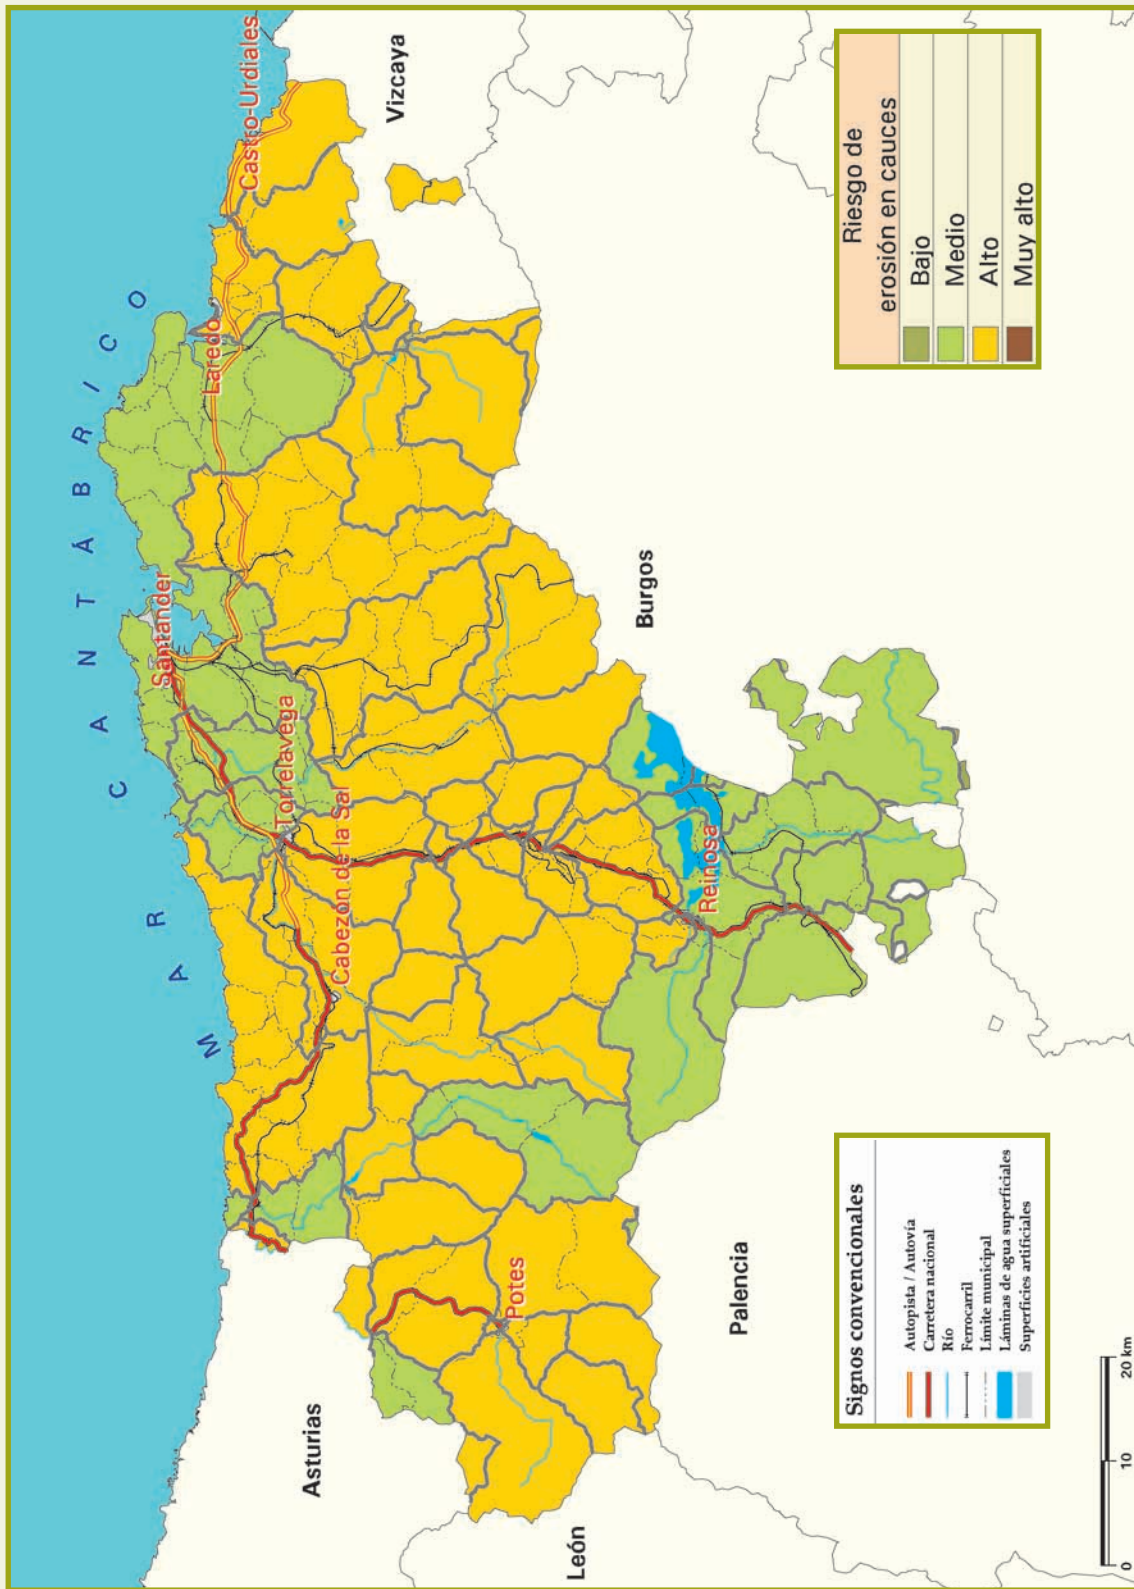 MAR CANTÁBRICO
Castro-Urdiales
Laredo
Santander
Torrelavega
Cabezón de la Sal
Reinosa
Potes
Vizcaya
Burgos
Palencia
Asturias
León
Riesgo de
erosión en cauces
Bajo
Medio
Alto
Muy alto
Signos convencionales
Autopista / Autovía
Carretera nacional
Río
Ferrocarril
Límite municipal
Láminas de agua superficiales
Superficies artificiales
0 10 20 km